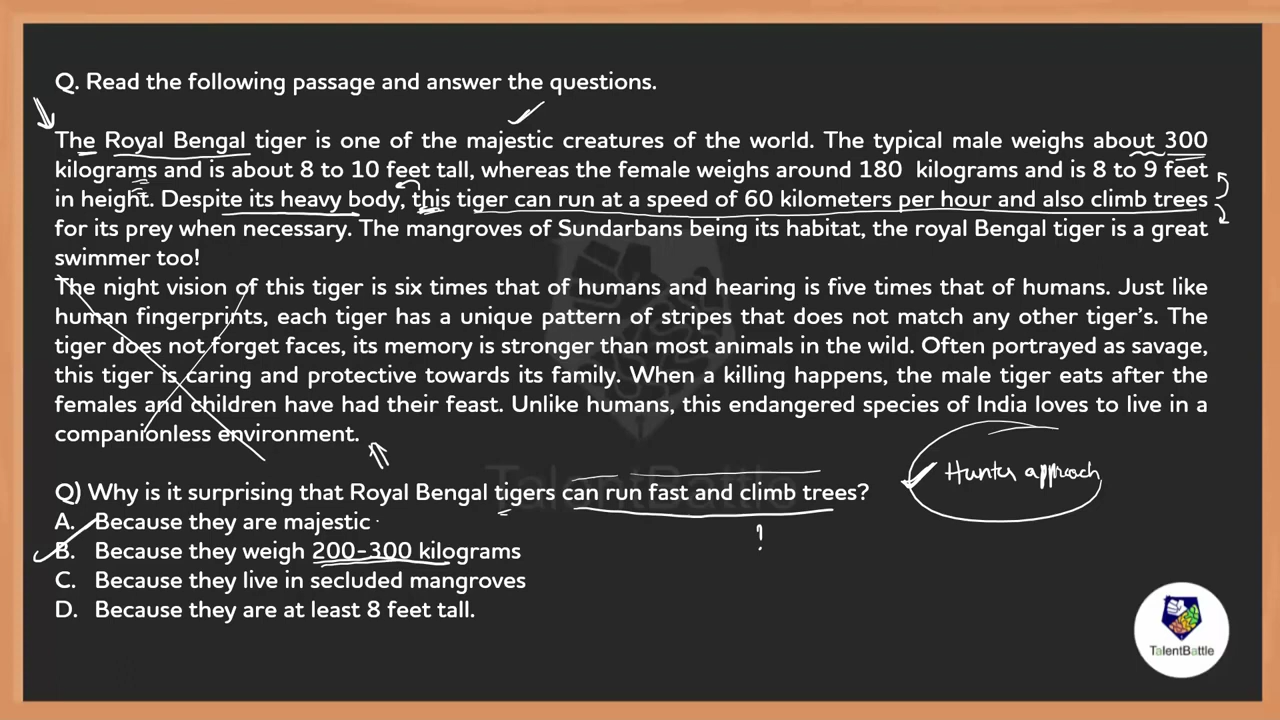 Q. Read the following passage and answer the questions.
The Royal Bengal tiger is one of the majestic creatures of the world. The typical male weighs about 300
kilograms and is about 8 to 10 feet tall, whereas the female weighs around 180 kilograms and is 8 to 9 feet
in height. Despite its heavy body, this tiger can run at a speed of 60 kilometers per hour and also climb trees
for its prey when necessary. The mangroves of Sundarbans being its habitat, the royal Bengal tiger is a great
swimmer too!
The night vision of this tiger is six times that of humans and hearing is five times that of humans. Just like
human fingerprints, each tiger has a unique pattern of stripes that does not match any other tiger's. The
tiger does not forget faces, its memory is stronger than most animals in the wild. Often portrayed as savage,
this tiger is caring and protective towards its family. When a killing happens, the male tiger eats after the
females and children have had their feast. Unlike humans, this endangered species of India loves to live in a
companionless environment.
Hunter approach
Q) Why is it surprising that Royal Bengal tigers can run fast and climb trees?
A. Because they are majestic
?
B. Because they weigh 200-300 kilograms
C. Because they live in secluded mangroves
D. Because they are at least 8 feet tall.
TalentBattle
TalentBattle